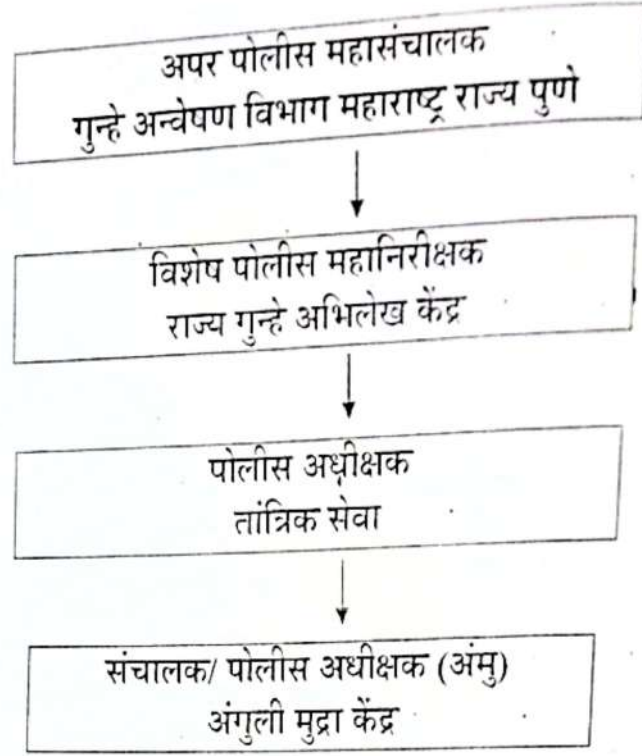 अपर पोलीस महासंचालक
गुन्हे अन्वेषण विभाग महाराष्ट्र राज्य पुणे
विशेष पोलीस महानिरीक्षक
राज्य गुन्हे अभिलेख केंद्र
पोलीस अधीक्षक
तांत्रिक सेवा
संचालक/ पोलीस अधीक्षक (अंमु)
अंगुली मुद्रा केंद्र